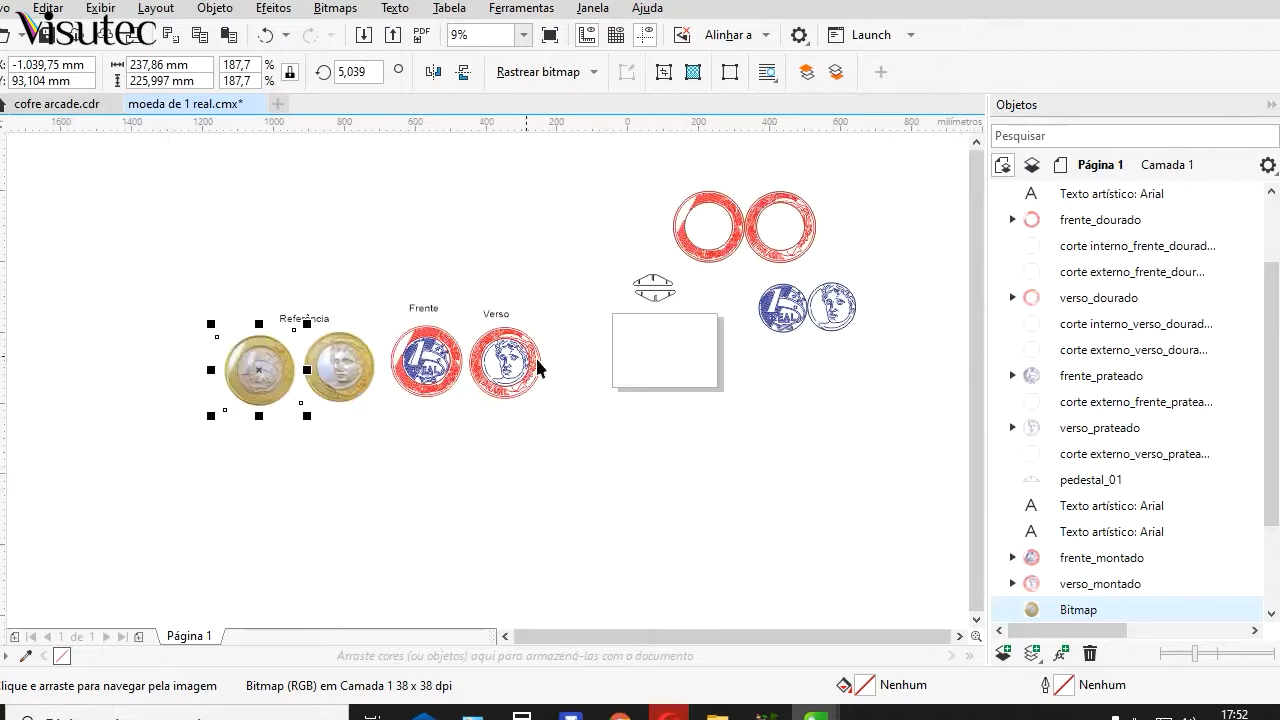 Editar Exibir Layout Objeto Efeitos Bitmaps Texto Tabela Ferramentas Janela Ajuda
Visutec
PDF 9% Alinhar a Launch
X: -1.039,75 mm 237,86 mm 187,7 %
Y: 93,104 mm 225,997 mm 187,7 %
5,039 Rastrear bitmap
cofre arcade.cdr moeda de 1 real.cmx*
1600 1400 1200 1000 800 600 400 200 0 200 400 600 800 milímetros
Referência
Frente
Verso
REAL
REAL
1 de 1 Página 1
Arraste cores (ou objetos) aqui para armazená-las com o documento
Clique e arraste para navegar pela imagem Bitmap (RGB) em Camada 1 38 x 38 dpi Nenhum Nenhum
17:52
Objetos
Pesquisar
Página 1 Camada 1
Texto artístico: Arial
frente_dourado
corte interno_frente_dourad...
corte externo_frente_dour...
verso_dourado
corte interno_verso_dourad...
corte externo_verso_doura...
frente_prateado
corte externo_frente_pratea...
verso_prateado
corte externo_verso_pratea...
pedestal_01
Texto artístico: Arial
Texto artístico: Arial
frente_montado
verso_montado
Bitmap